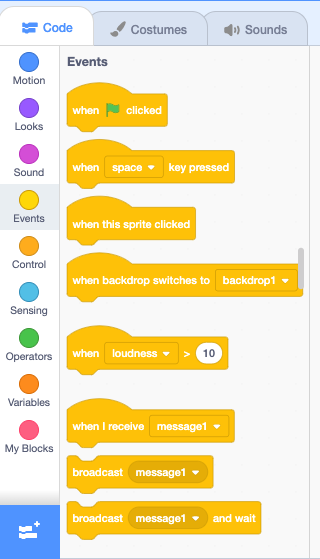 Code Costumes Sounds
Motion
Looks
Sound
Events
Control
Sensing
Operators
Variables
My Blocks
Events
when clicked
when space key pressed
when this sprite clicked
when backdrop switches to backdrop1
when loudness > 10
when I receive message1
broadcast message1
broadcast message1 and wait